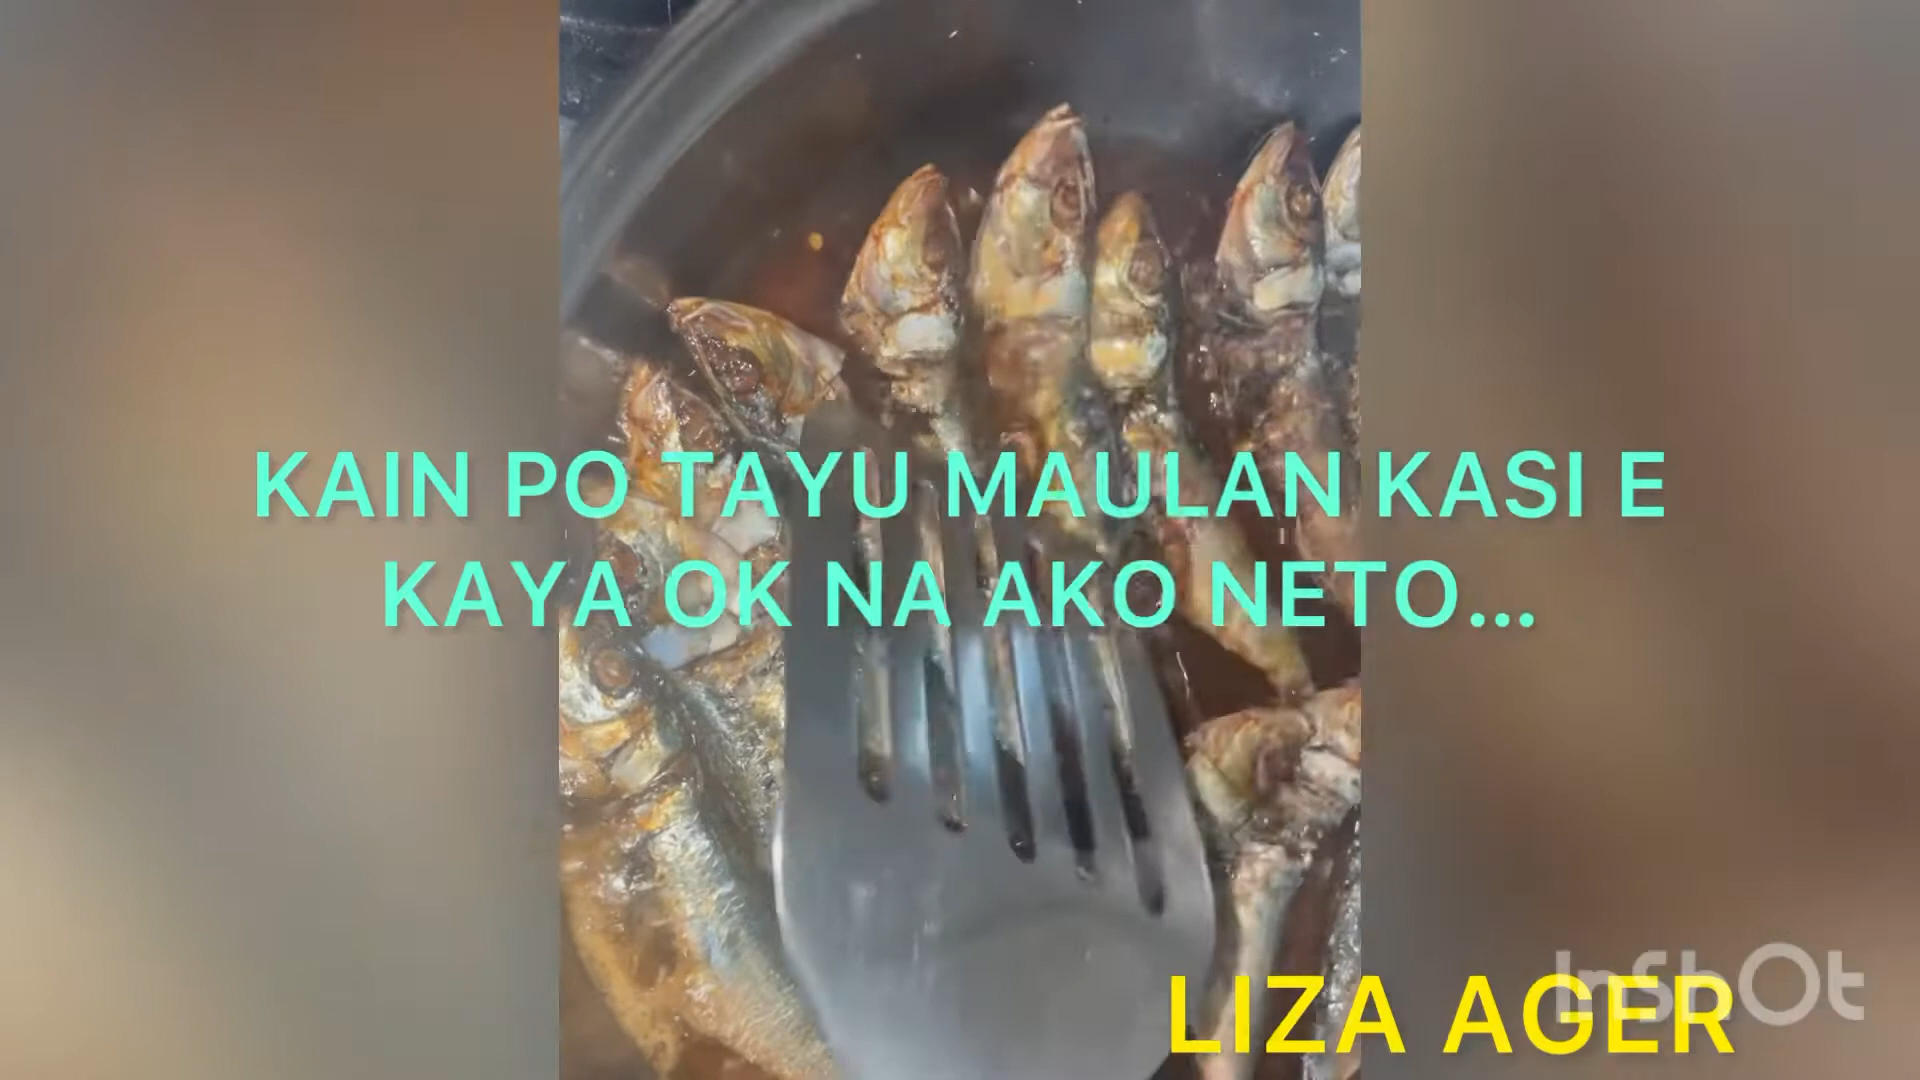 KAIN PO TAYU MAULAN KASI E
KAYA OK NA AKO NETO...
LIZA AGER
InShOt